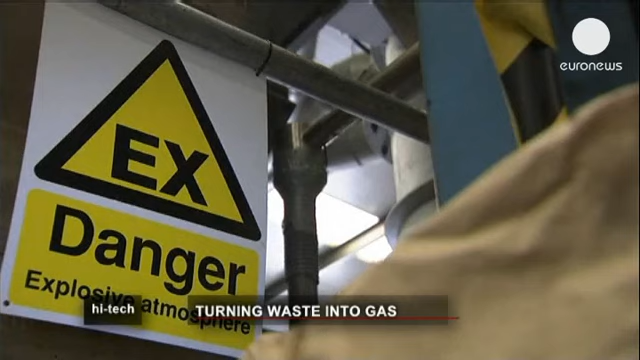 euronews
EX
Danger
Explosive atmosphere
hi-tech
TURNING WASTE INTO GAS